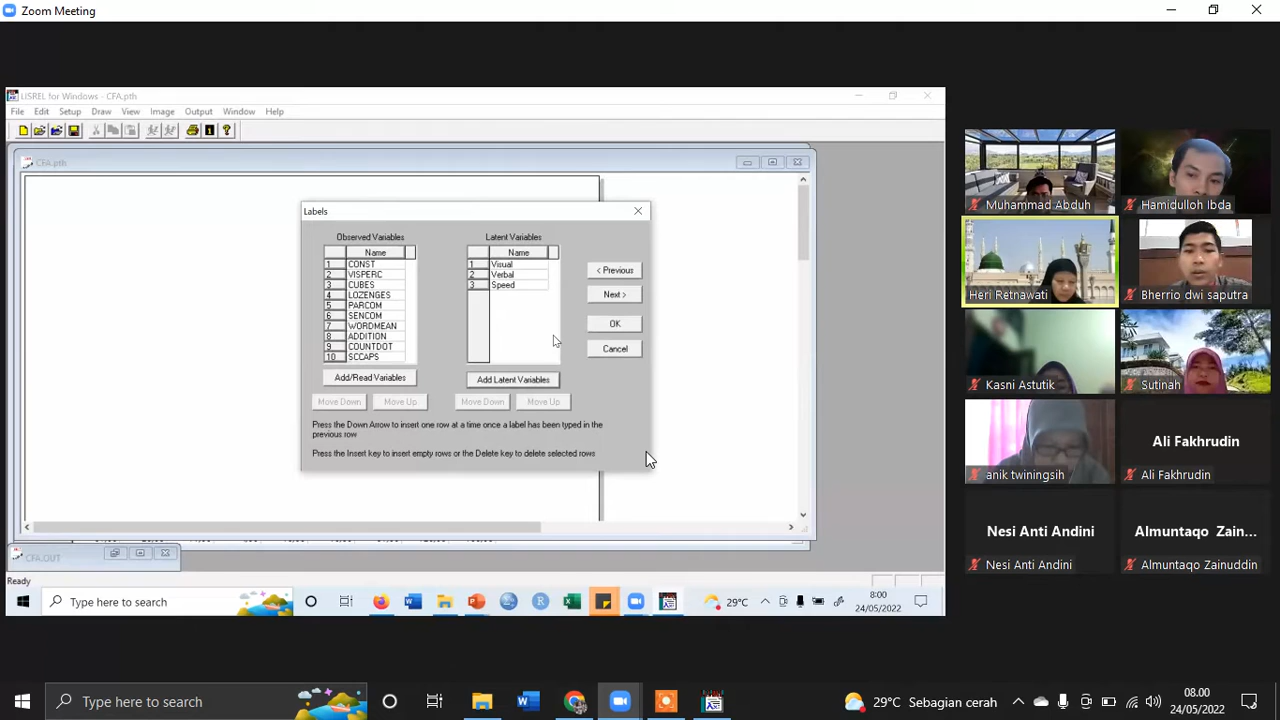 Zoom Meeting
LISREL for Windows - CFA.pth
File Edit Setup Draw View Image Output Window Help
CFA.pth
Labels
Observed Variables
Latent Variables
Name
1 CONST
2 VISPERC
3 CUBES
4 LOZENGES
5 PARCOM
6 SENCOM
7 WORDMEAN
8 ADDITION
9 COUNTDOT
10 SCCAPS
Name
1 Visual
2 Verbal
3 Speed
< Previous
Next >
OK
Cancel
Add/Read Variables
Add Latent Variables
Move Down Move Up
Move Down Move Up
Press the Down Arrow to insert one row at a time once a label has been typed in the
previous row
Press the Insert key to insert empty rows or the Delete key to delete selected rows
CFA.OUT
Ready
Type here to search
29°C
8:00
24/05/2022
Muhammad Abduh
Hamidulloh Ibda
Heri Retnawati
Bherrio dwi saputra
Kasni Astutik
Sutinah
anik twiningsih
Ali Fakhrudin
Ali Fakhrudin
Nesi Anti Andini
Nesi Anti Andini
Almuntaqo Zain...
Almuntaqo Zainuddin
Type here to search
29°C Sebagian cerah
08.00
24/05/2022